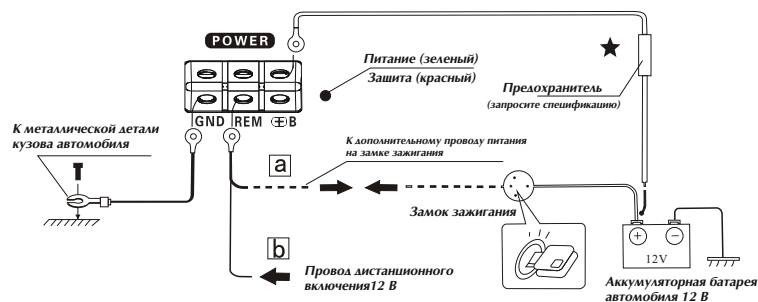 POWER
Питание (зеленый)
Зашита (красный)
Предохранитель
(запросите спецификацию)
GND REM ⊕B
К металлической детали
кузова автомобиля
К дополнительному проводу питания
на замке зажигания
a
Замок зажигания
b
Провод дистанционного
включения12 В
+ −
12V
Аккумуляторная батарея
автомобиля 12 В